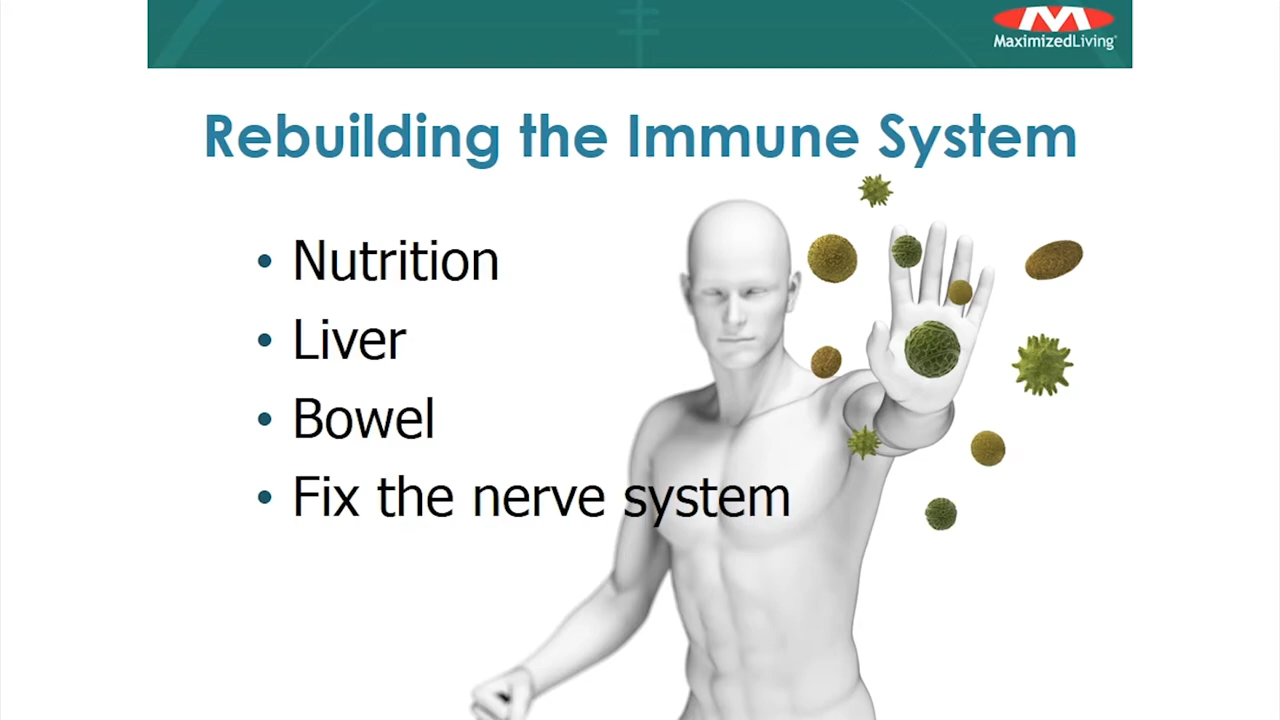 MaximizedLiving
Rebuilding the Immune System
• Nutrition
• Liver
• Bowel
• Fix the nerve system